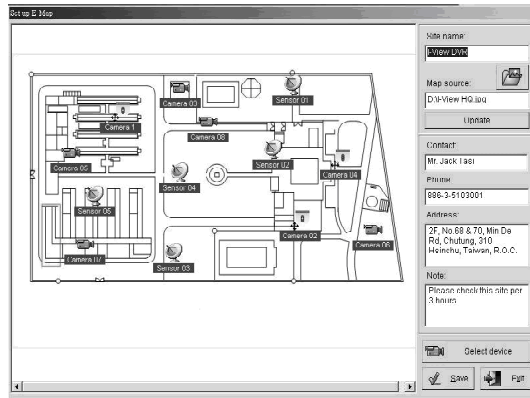 Set up E Map
Site name:
I-View DVR
Map source:
D:\I-View HQ.jpg
Update
Contact:
Mr. Jack
Phone:
886-3-5103001
Address:
2F, No.68 & 70, Min De
Rd, Chutung, 310
Hsinchu, Taiwan, R.O.C.
Note:
Please check this site per
3 hours
Select device
Save
Exit
Camera 03
Sensor 01
Camera 1
Camera 08
Camera 05
Sensor 02
Camera 04
Sensor 04
Sensor 05
Camera 02
Camera 06
Camera 07
Sensor 03